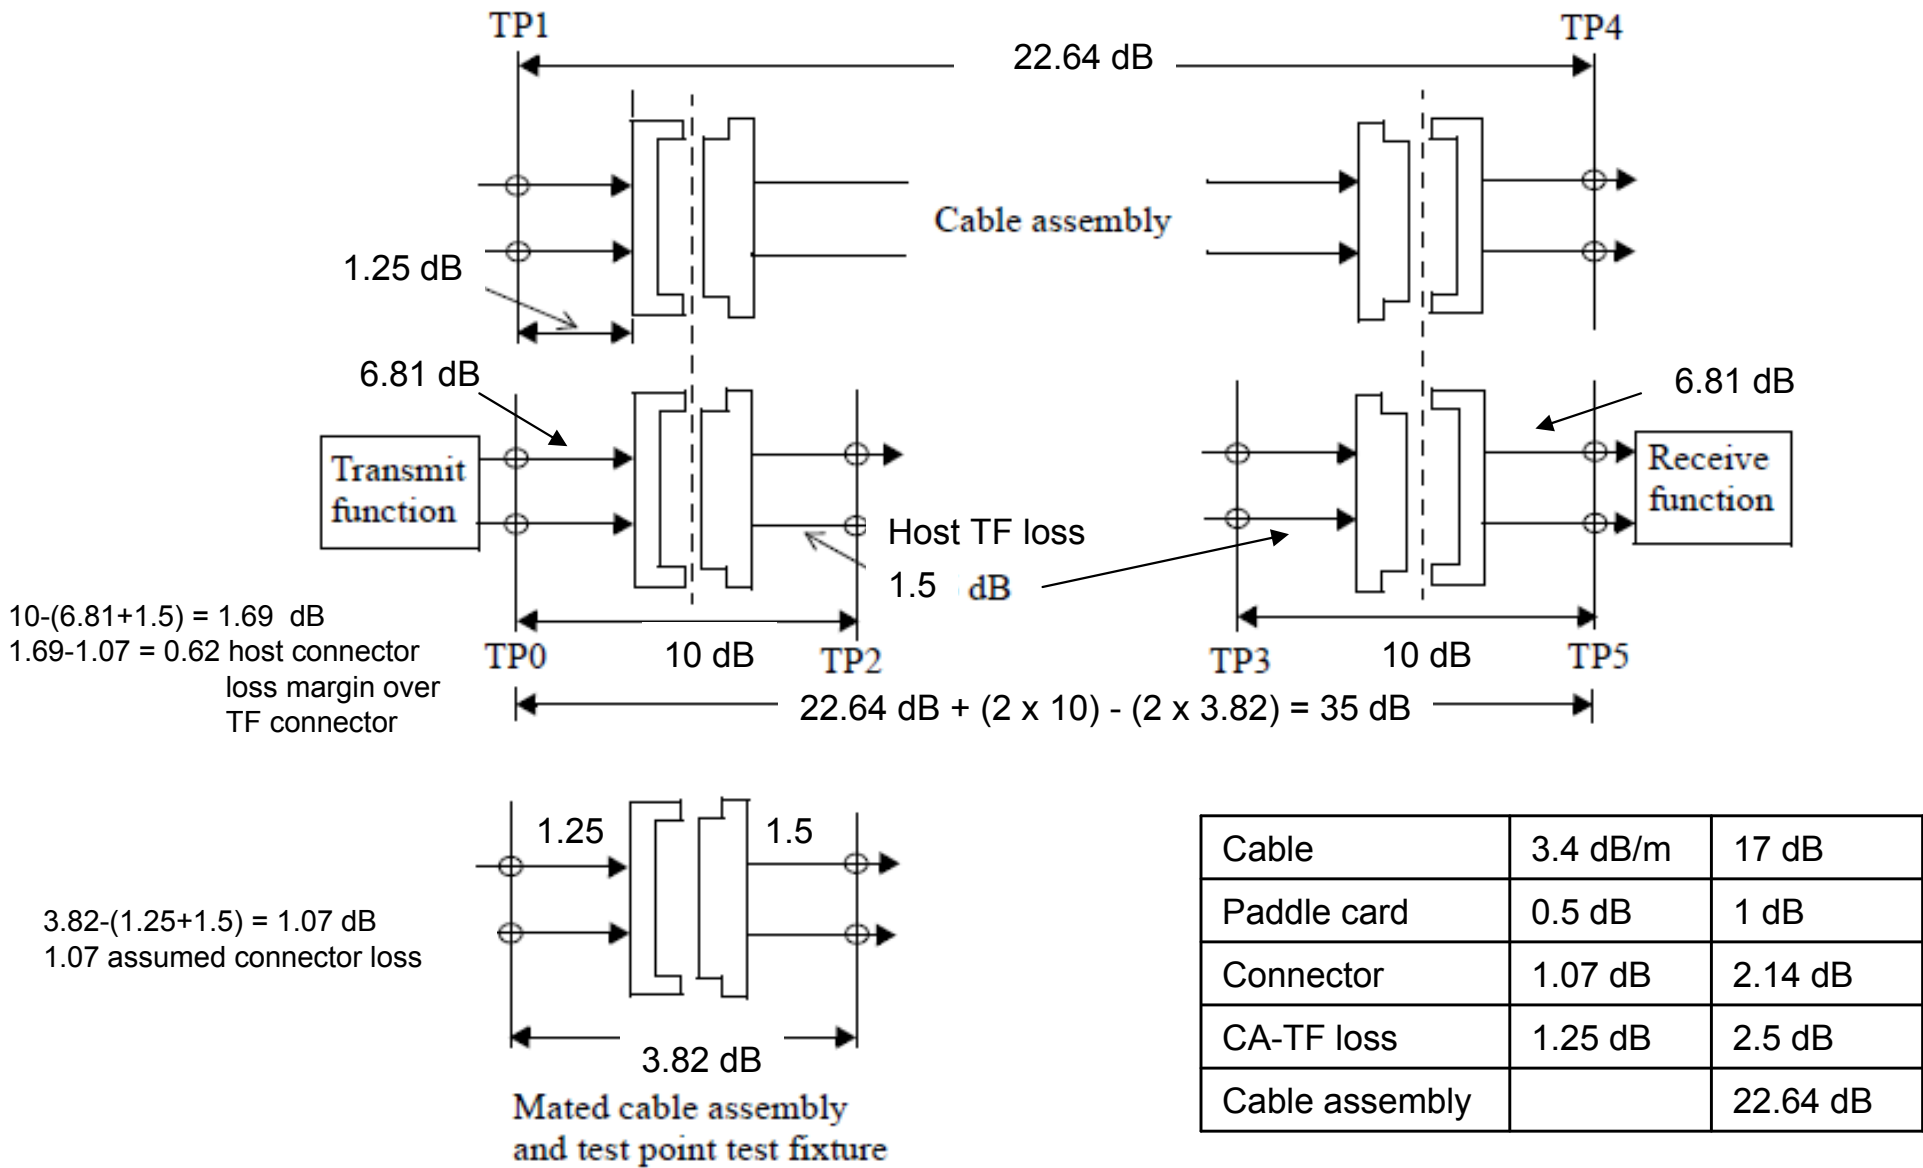 TP1
TP4
22.64 dB
Cable assembly
1.25 dB
6.81 dB
6.81 dB
Transmit
function
Receive
function
Host TF loss
1.5 dB
10-(6.81+1.5) = 1.69 dB
1.69-1.07 = 0.62 host connector
loss margin over
TF connector
TP0
10 dB
TP2
TP3
10 dB
TP5
22.64 dB + (2 x 10) - (2 x 3.82) = 35 dB
1.25
1.5
3.82-(1.25+1.5) = 1.07 dB
1.07 assumed connector loss
3.82 dB
Mated cable assembly
and test point test fixture
Cable 3.4 dB/m 17 dB
Paddle card 0.5 dB 1 dB
Connector 1.07 dB 2.14 dB
CA-TF loss 1.25 dB 2.5 dB
Cable assembly 22.64 dB